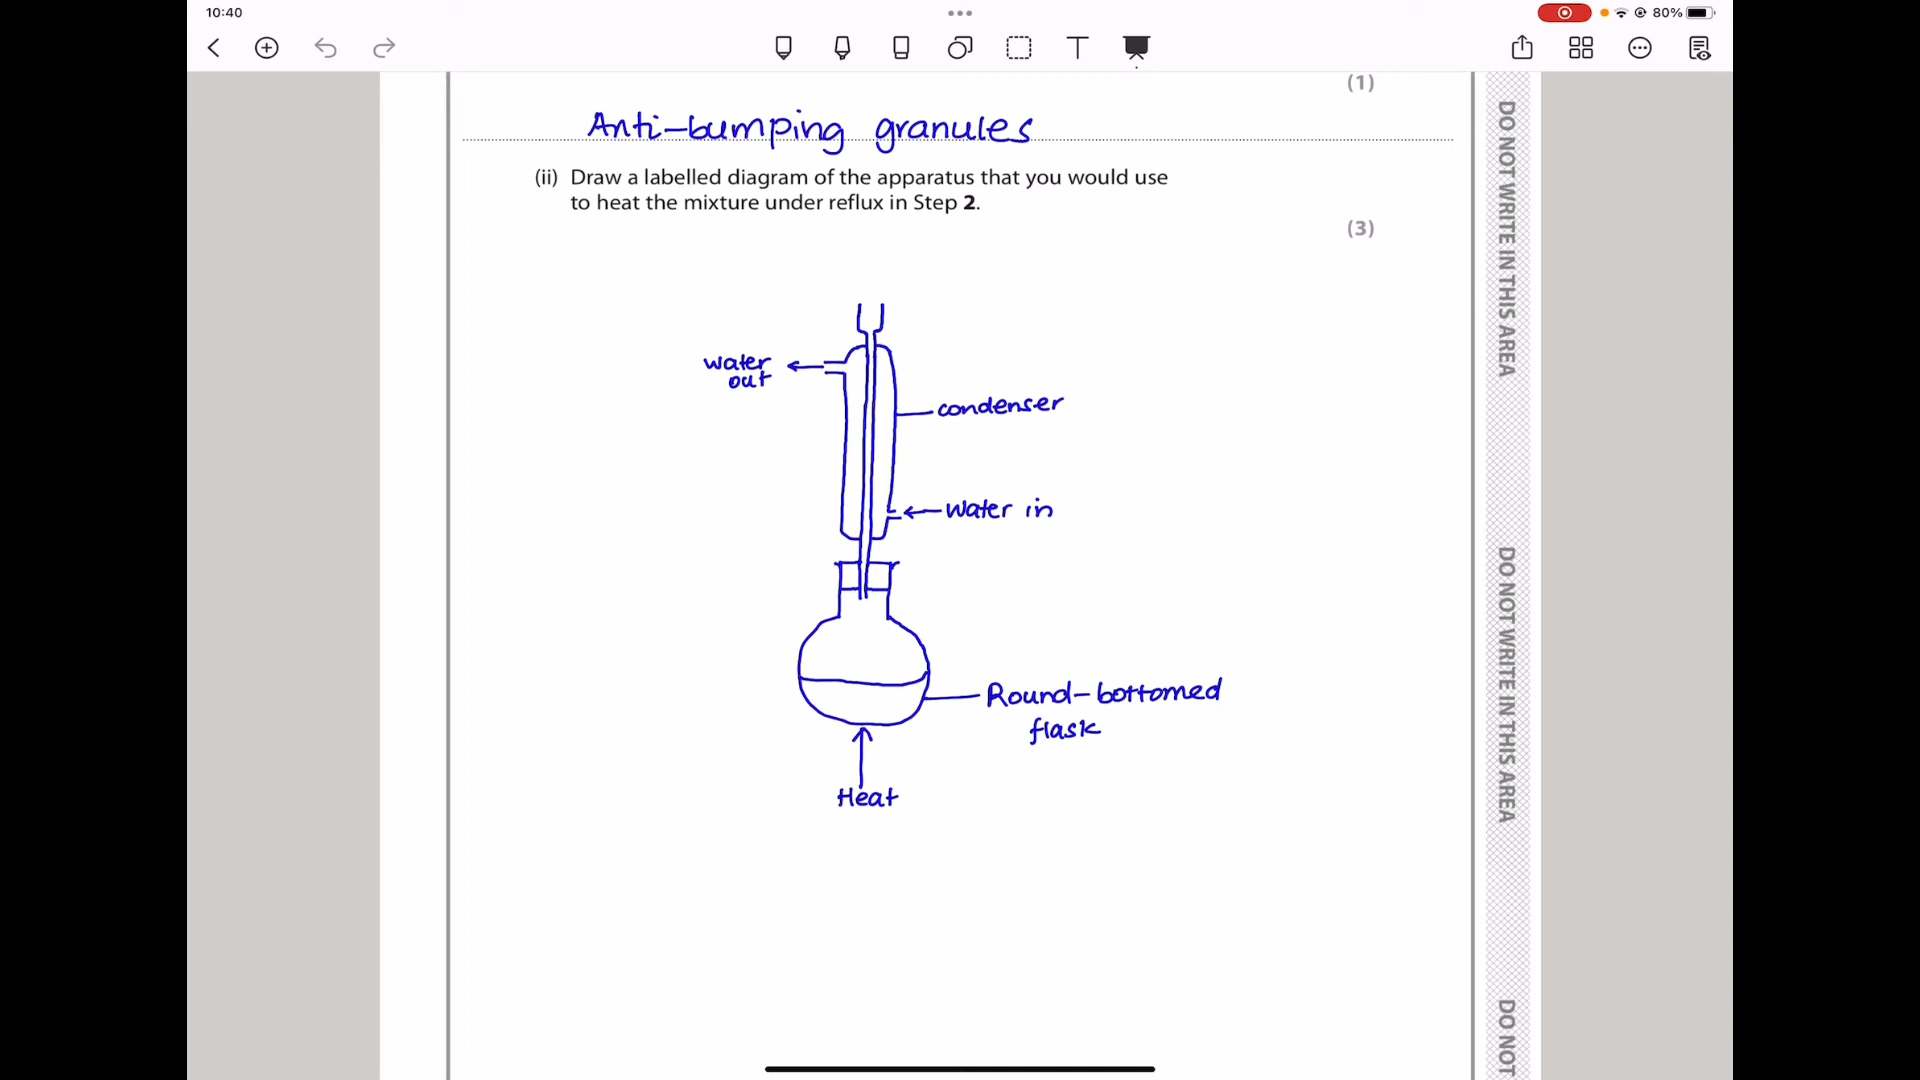 10:40
80%
(1)
Anti-bumping granules
(ii) Draw a labelled diagram of the apparatus that you would use
to heat the mixture under reflux in Step 2.
(3)
water
out
condenser
water in
Round-bottomed
flask
Heat
DO NOT WRITE IN THIS AREA
DO NOT WRITE IN THIS AREA
DO NOT